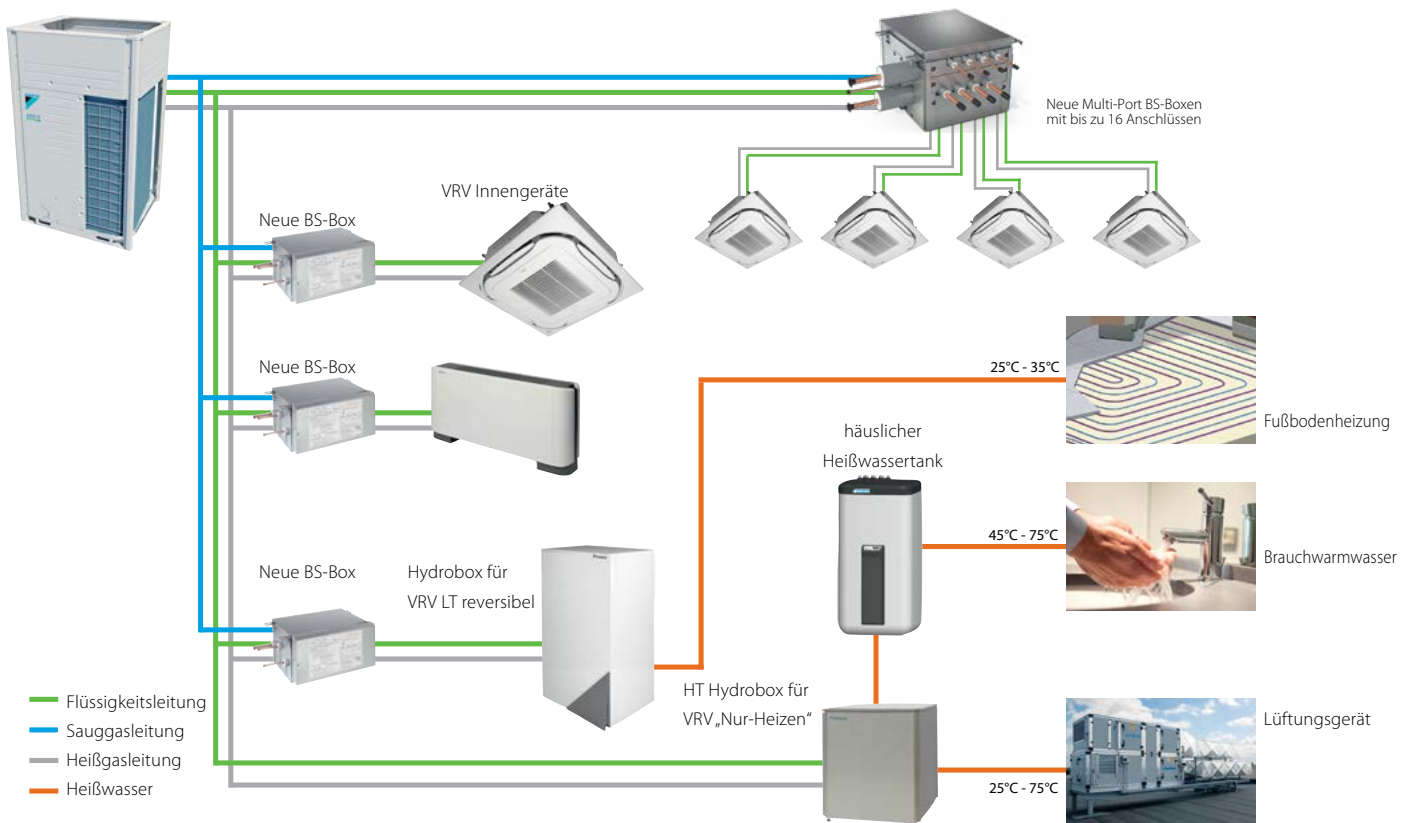 Neue Multi-Port BS-Boxen
mit bis zu 16 Anschlüssen
VRV Innengeräte
Neue BS-Box
Neue BS-Box
25°C - 35°C
Fußbodenheizung
häuslicher
Heißwassertank
45°C - 75°C
Brauchwarmwasser
Neue BS-Box
Hydrobox für
VRV LT reversibel
HT Hydrobox für
VRV „Nur-Heizen“
Lüftungsgerät
25°C - 75°C
Flüssigkeitsleitung
Sauggasleitung
Heißgasleitung
Heißwasser